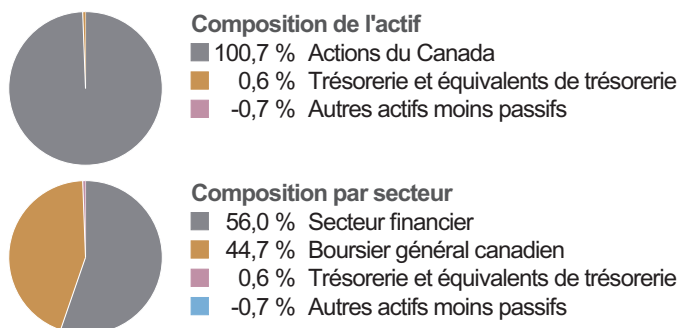 Composition de l'actif
100,7 % Actions du Canada
0,6 % Trésorerie et équivalents de trésorerie
-0,7 % Autres actifs moins passifs
Composition par secteur
56,0 % Secteur financier
44,7 % Boursier général canadien
0,6 % Trésorerie et équivalents de trésorerie
-0,7 % Autres actifs moins passifs